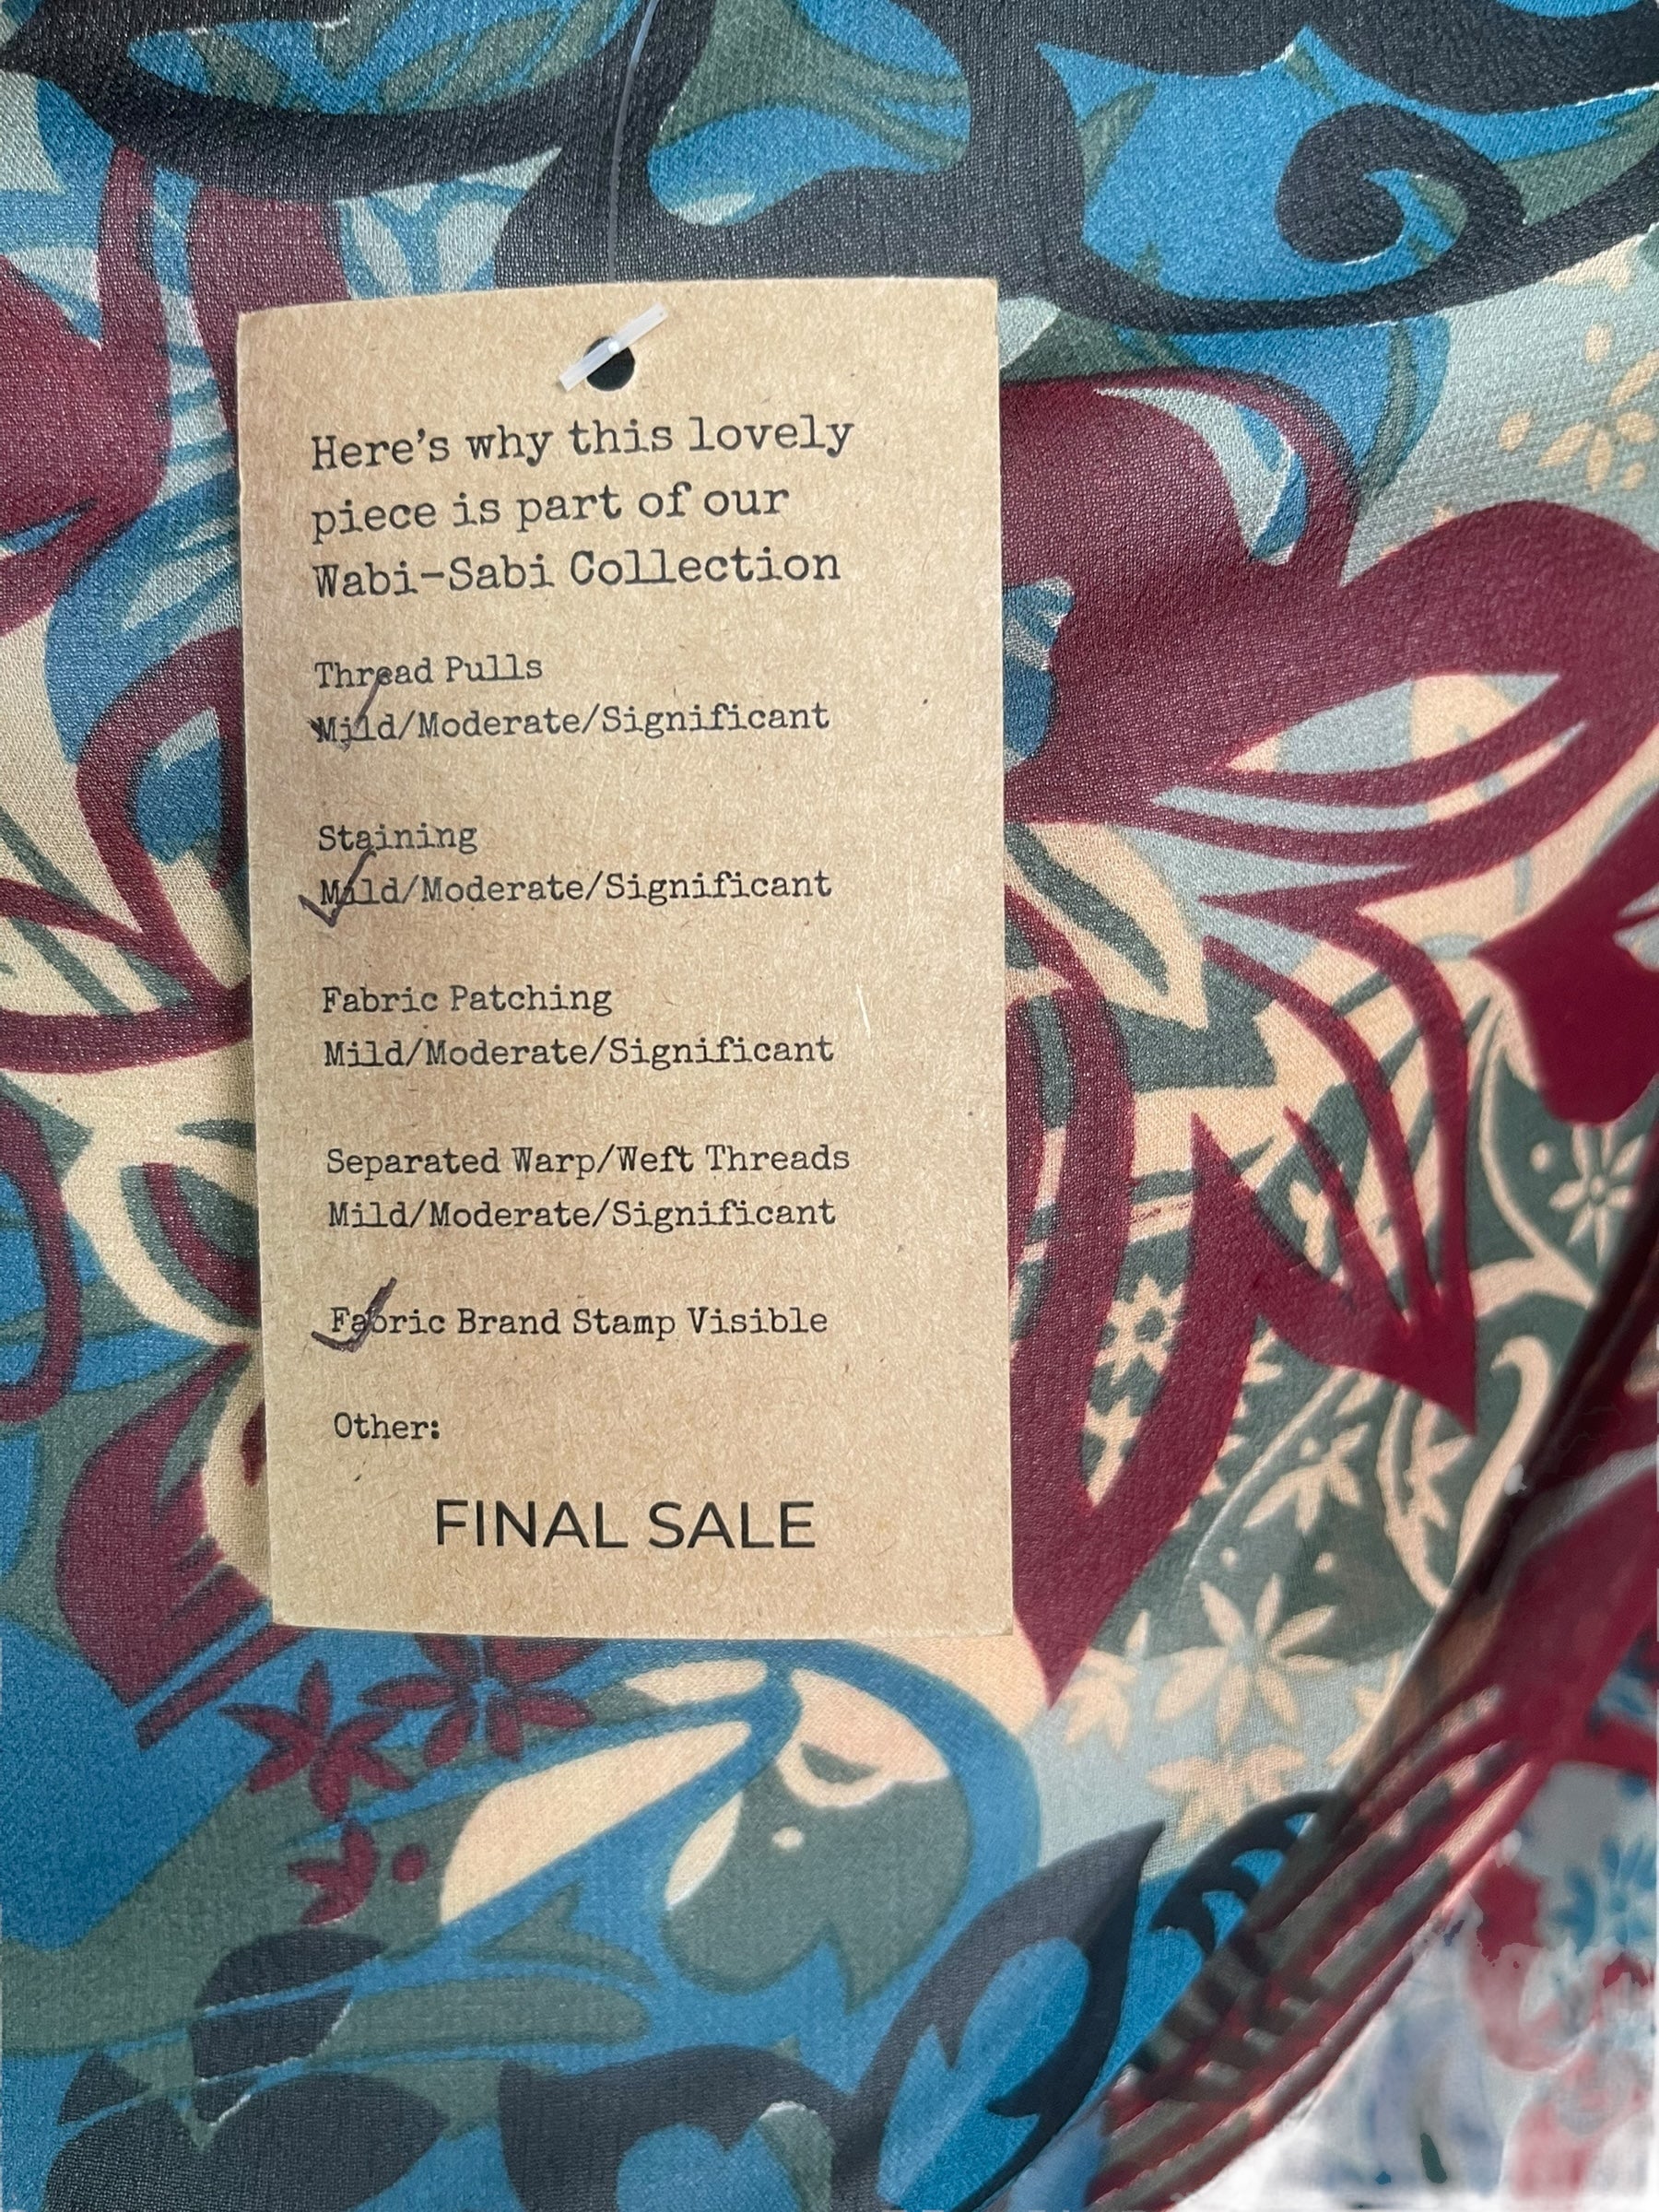 Here's why this lovely
piece is part of our
Wabi-Sabi Collection
Thread Pulls
Mild/Moderate/Significant
Staining
Mild/Moderate/Significant
Fabric Patching
Mild/Moderate/Significant
Separated Warp/Weft Threads
Mild/Moderate/Significant
Fabric Brand Stamp Visible
Other:
FINAL SALE